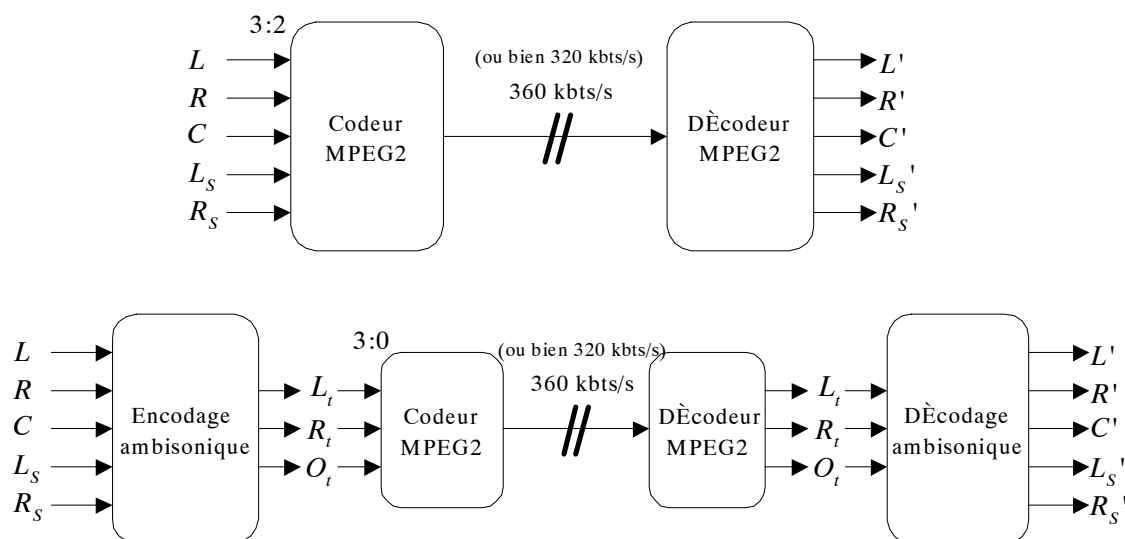 3:2
L
R
C
L_S
R_S
Codeur
MPEG2
(ou bien 320 kbts/s)
360 kbts/s
DÈcodeur
MPEG2
L'
R'
C'
L_S'
R_S'
L
R
C
L_S
R_S
Encodage
ambisonique
L_t
R_t
O_t
3:0
Codeur
MPEG2
(ou bien 320 kbts/s)
360 kbts/s
DÈcodeur
MPEG2
L_t
R_t
O_t
DÈcodage
ambisonique
L'
R'
C'
L_S'
R_S'